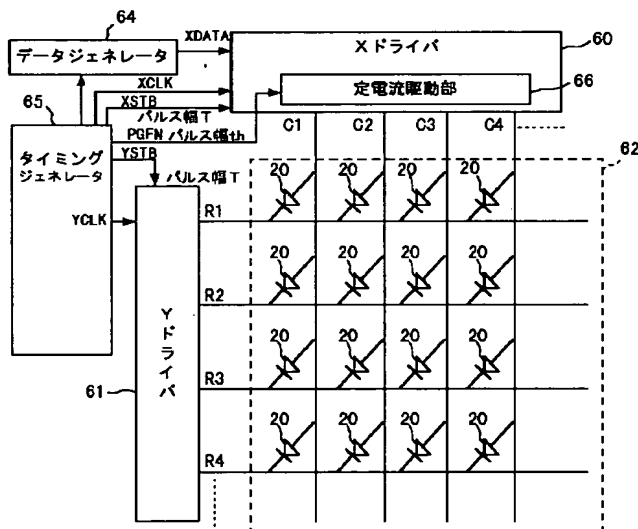 64
データジェネレータ
XDATA
Xドライバ
60
定電流駆動部
66
65
XCLK
XSTB
パルス幅T
PGFN パルス幅th
YSTB
パルス幅T
タイミング
ジェネレータ
YCLK
C1 C2 C3 C4
62
Yドライバ
61
R1
20 20 20 20
R2
20 20 20 20
R3
20 20 20 20
R4
20 20 20 20